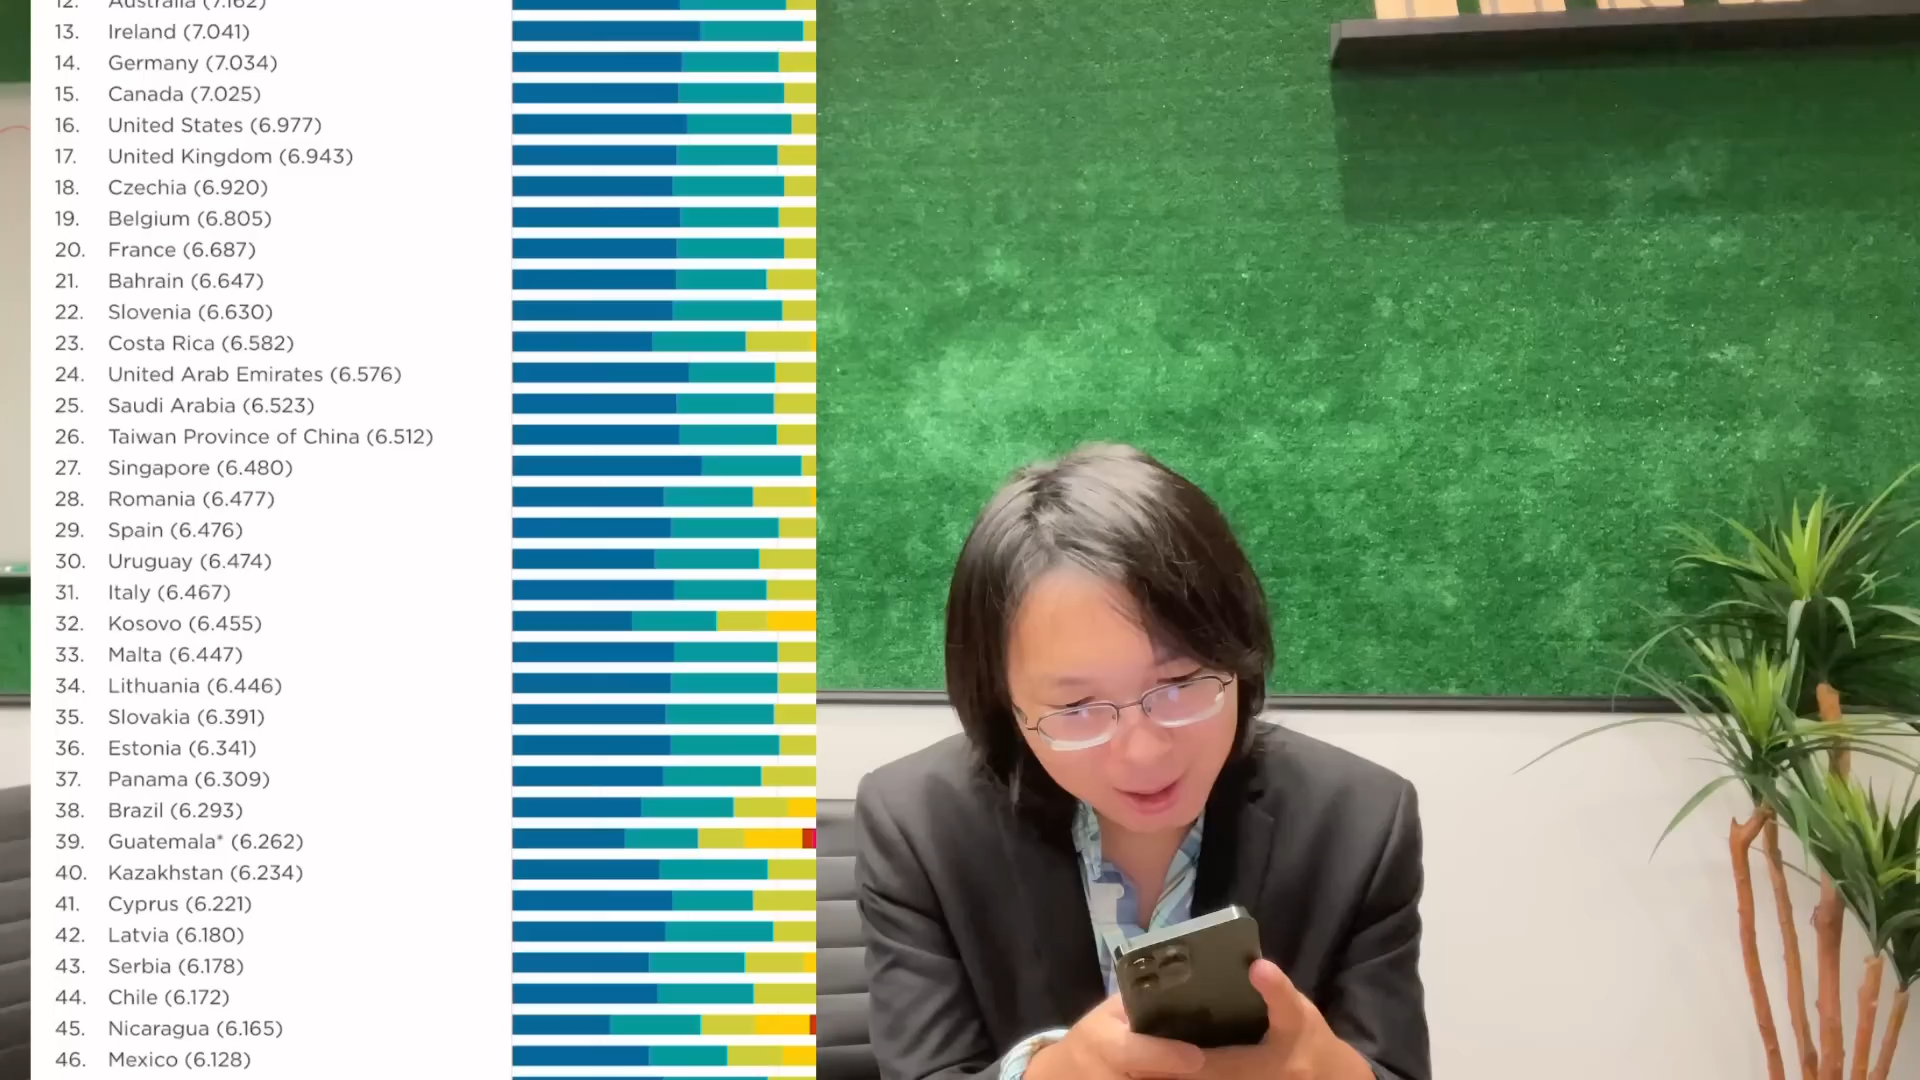 12. Australia (7.162)
13. Ireland (7.041)
14. Germany (7.034)
15. Canada (7.025)
16. United States (6.977)
17. United Kingdom (6.943)
18. Czechia (6.920)
19. Belgium (6.805)
20. France (6.687)
21. Bahrain (6.647)
22. Slovenia (6.630)
23. Costa Rica (6.582)
24. United Arab Emirates (6.576)
25. Saudi Arabia (6.523)
26. Taiwan Province of China (6.512)
27. Singapore (6.480)
28. Romania (6.477)
29. Spain (6.476)
30. Uruguay (6.474)
31. Italy (6.467)
32. Kosovo (6.455)
33. Malta (6.447)
34. Lithuania (6.446)
35. Slovakia (6.391)
36. Estonia (6.341)
37. Panama (6.309)
38. Brazil (6.293)
39. Guatemala* (6.262)
40. Kazakhstan (6.234)
41. Cyprus (6.221)
42. Latvia (6.180)
43. Serbia (6.178)
44. Chile (6.172)
45. Nicaragua (6.165)
46. Mexico (6.128)